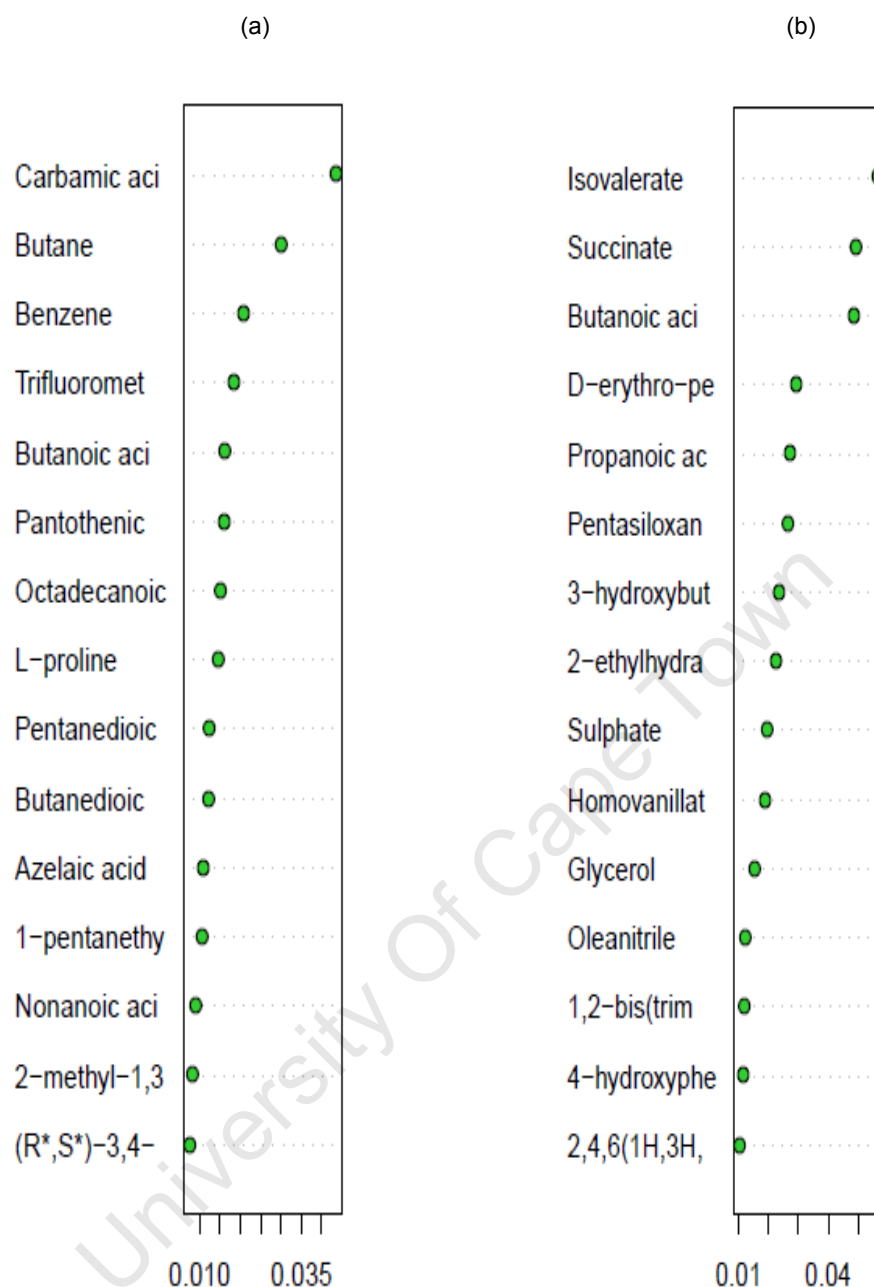 (a)
Carbamic aci
Butane
Benzene
Trifluoromet
Butanoic aci
Pantothenic
Octadecanoic
L-proline
Pentanedioic
Butanedioic
Azelaic acid
1-pentanethy
Nonanoic aci
2-methyl-1,3
(R*,S*)-3,4-
0.010 0.035
(b)
Isovalerate
Succinate
Butanoic aci
D-erythro-pe
Propanoic ac
Pentasiloxan
3-hydroxybut
2-ethylhydra
Sulphate
Homovanillat
Glycerol
Oleanitrile
1,2-bis(trim
4-hydroxyphe
2,4,6(1H,3H,
0.01 0.04
University Of Cape Town